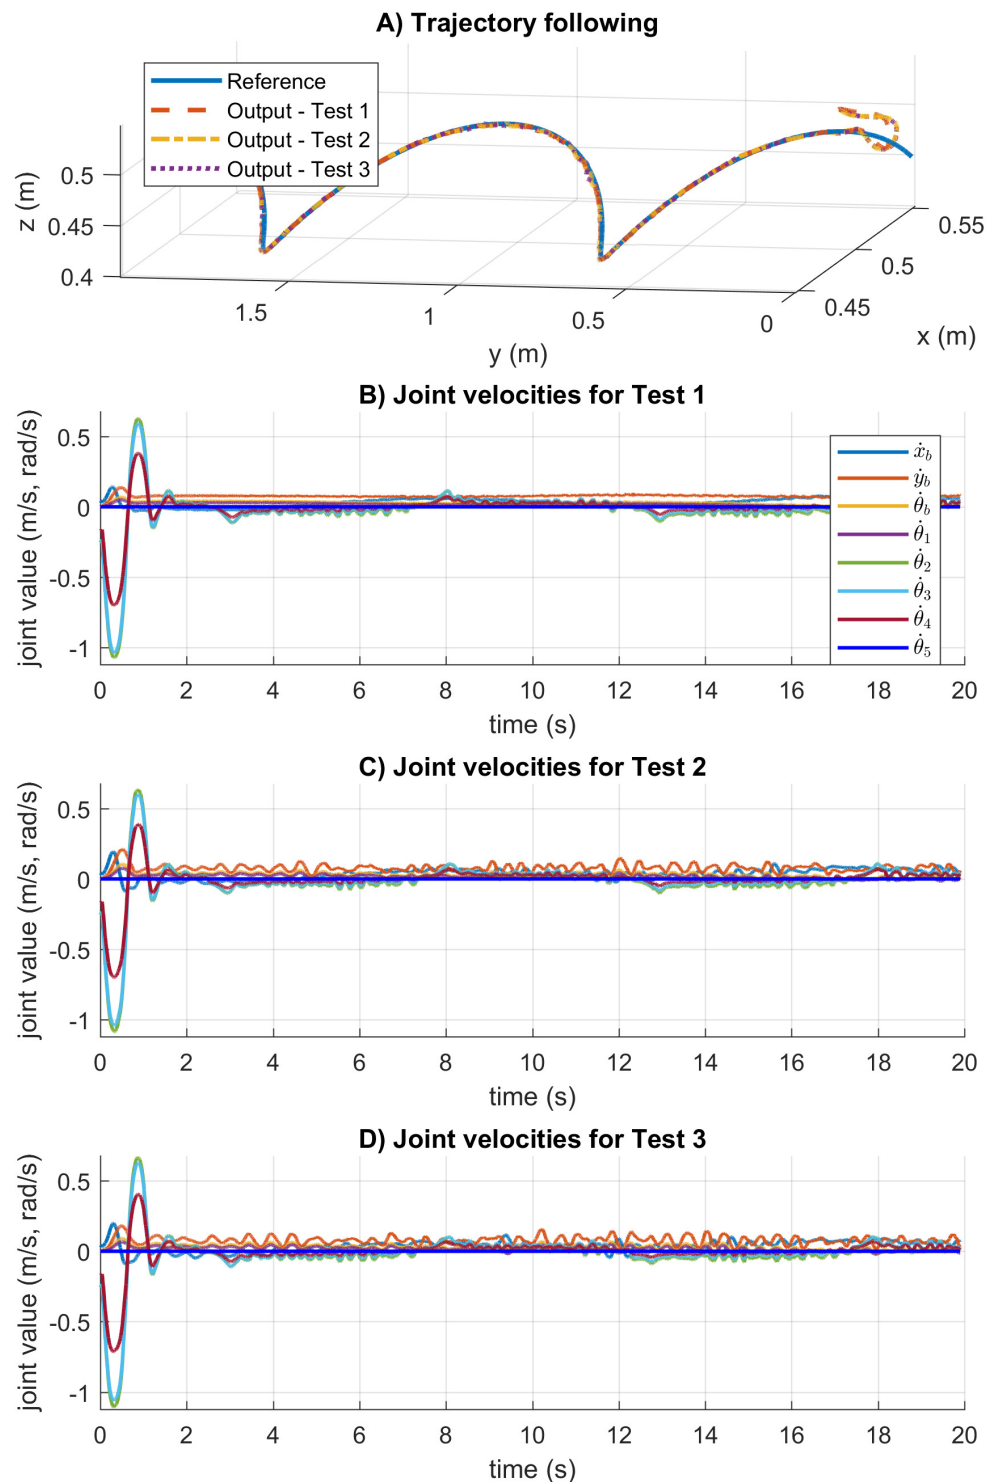 A) Trajectory following
Reference
Output - Test 1
Output - Test 2
Output - Test 3
z (m)
0.5
0.45
0.4
1.5
1
0.5
0
y (m)
0.55
0.5
0.45
x (m)
B) Joint velocities for Test 1
joint value (m/s, rad/s)
0.5
0
-0.5
-1
ẋ_b
ẏ_b
θ̇_b
θ̇_1
θ̇_2
θ̇_3
θ̇_4
θ̇_5
0 2 4 6 8 10 12 14 16 18 20
time (s)
C) Joint velocities for Test 2
joint value (m/s, rad/s)
0.5
0
-0.5
-1
0 2 4 6 8 10 12 14 16 18 20
time (s)
D) Joint velocities for Test 3
joint value (m/s, rad/s)
0.5
0
-0.5
-1
0 2 4 6 8 10 12 14 16 18 20
time (s)